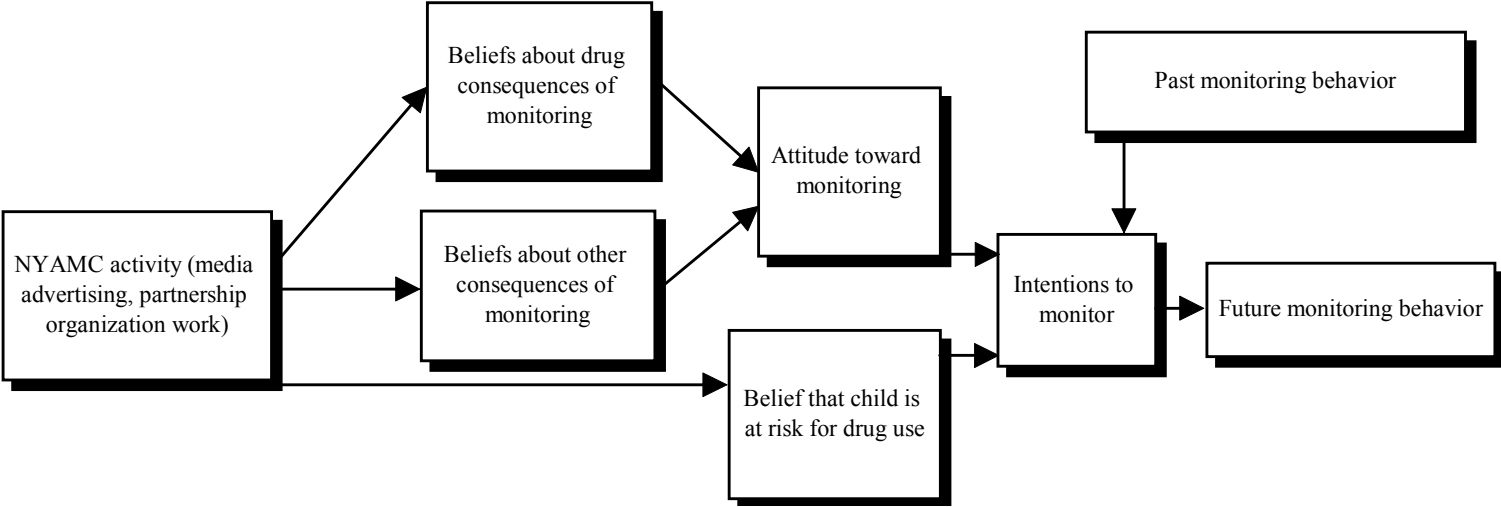 Beliefs about drug
consequences of
monitoring
Past monitoring behavior
Attitude toward
monitoring
NYAMC activity (media
advertising, partnership
organization work)
Beliefs about other
consequences of
monitoring
Intentions to
monitor
Future monitoring behavior
Belief that child is
at risk for drug use